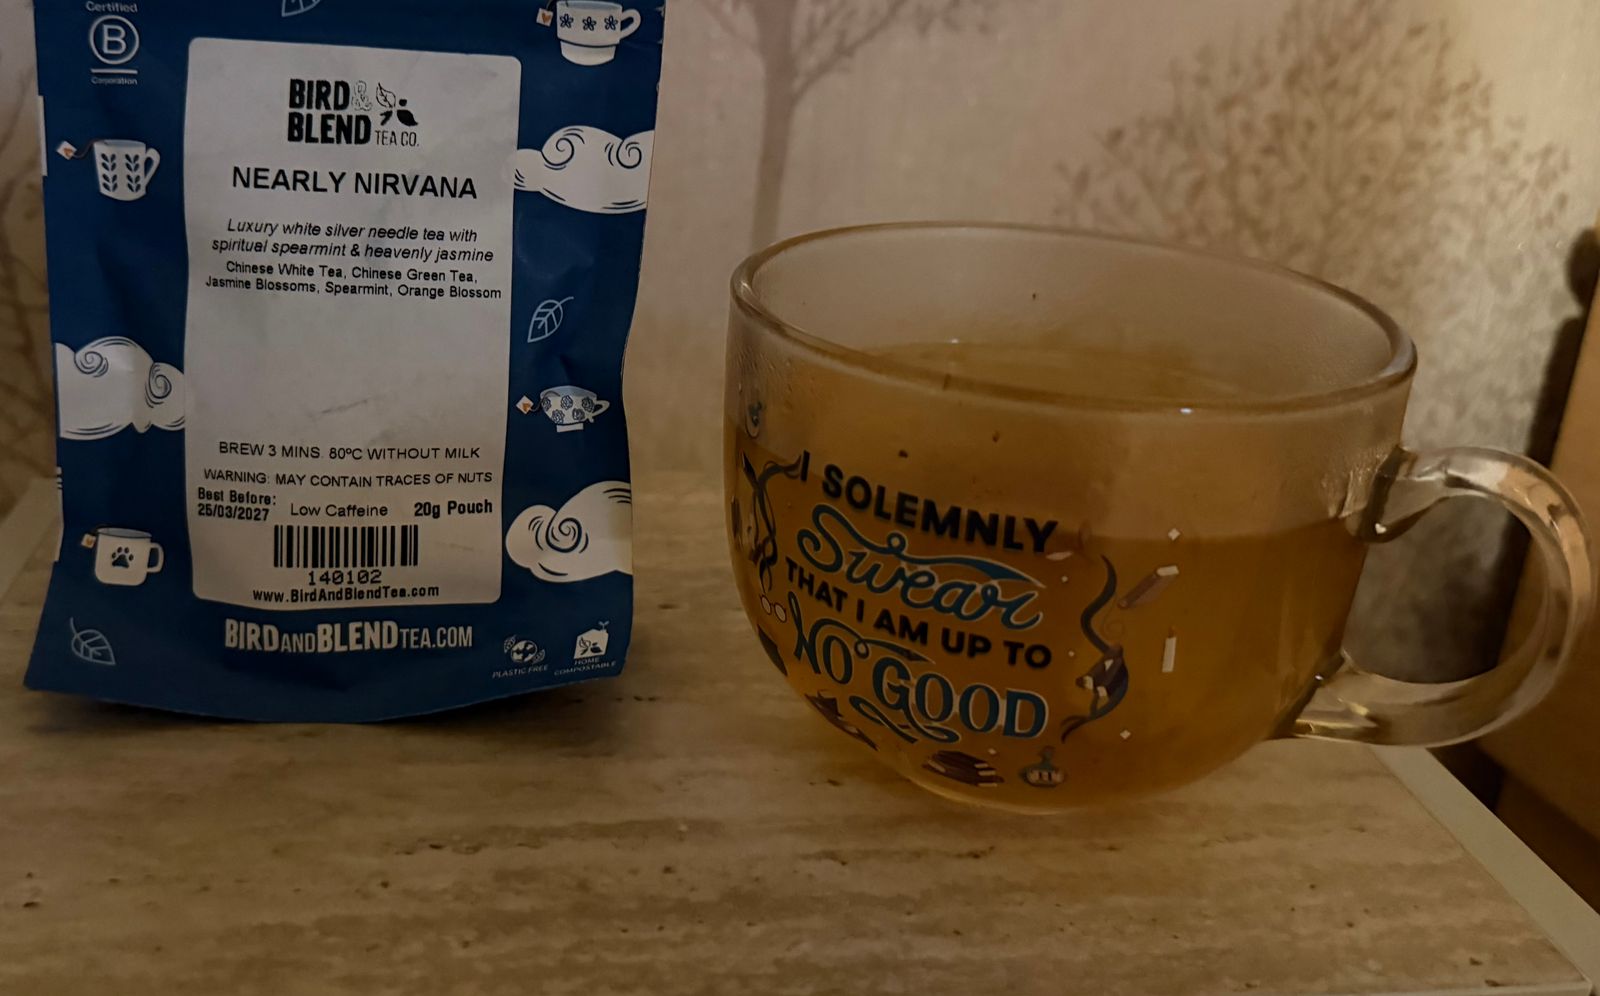 Certified
B
Corporation
BIRD &
BLEND TEA CO.
NEARLY NIRVANA
Luxury white silver needle tea with
spiritual spearmint & heavenly jasmine
Chinese White Tea, Chinese Green Tea,
Jasmine Blossoms, Spearmint, Orange Blossom
BREW 3 MINS. 80ºC WITHOUT MILK
WARNING: MAY CONTAIN TRACES OF NUTS
Best Before:
25/03/2027 Low Caffeine 20g Pouch
140102
www.BirdAndBlendTea.com
BIRDANDBLENDTEA.COM
PLASTIC FREE
HOME
COMPOSTABLE
I SOLEMNLY
Swear
THAT I AM UP TO
NO GOOD